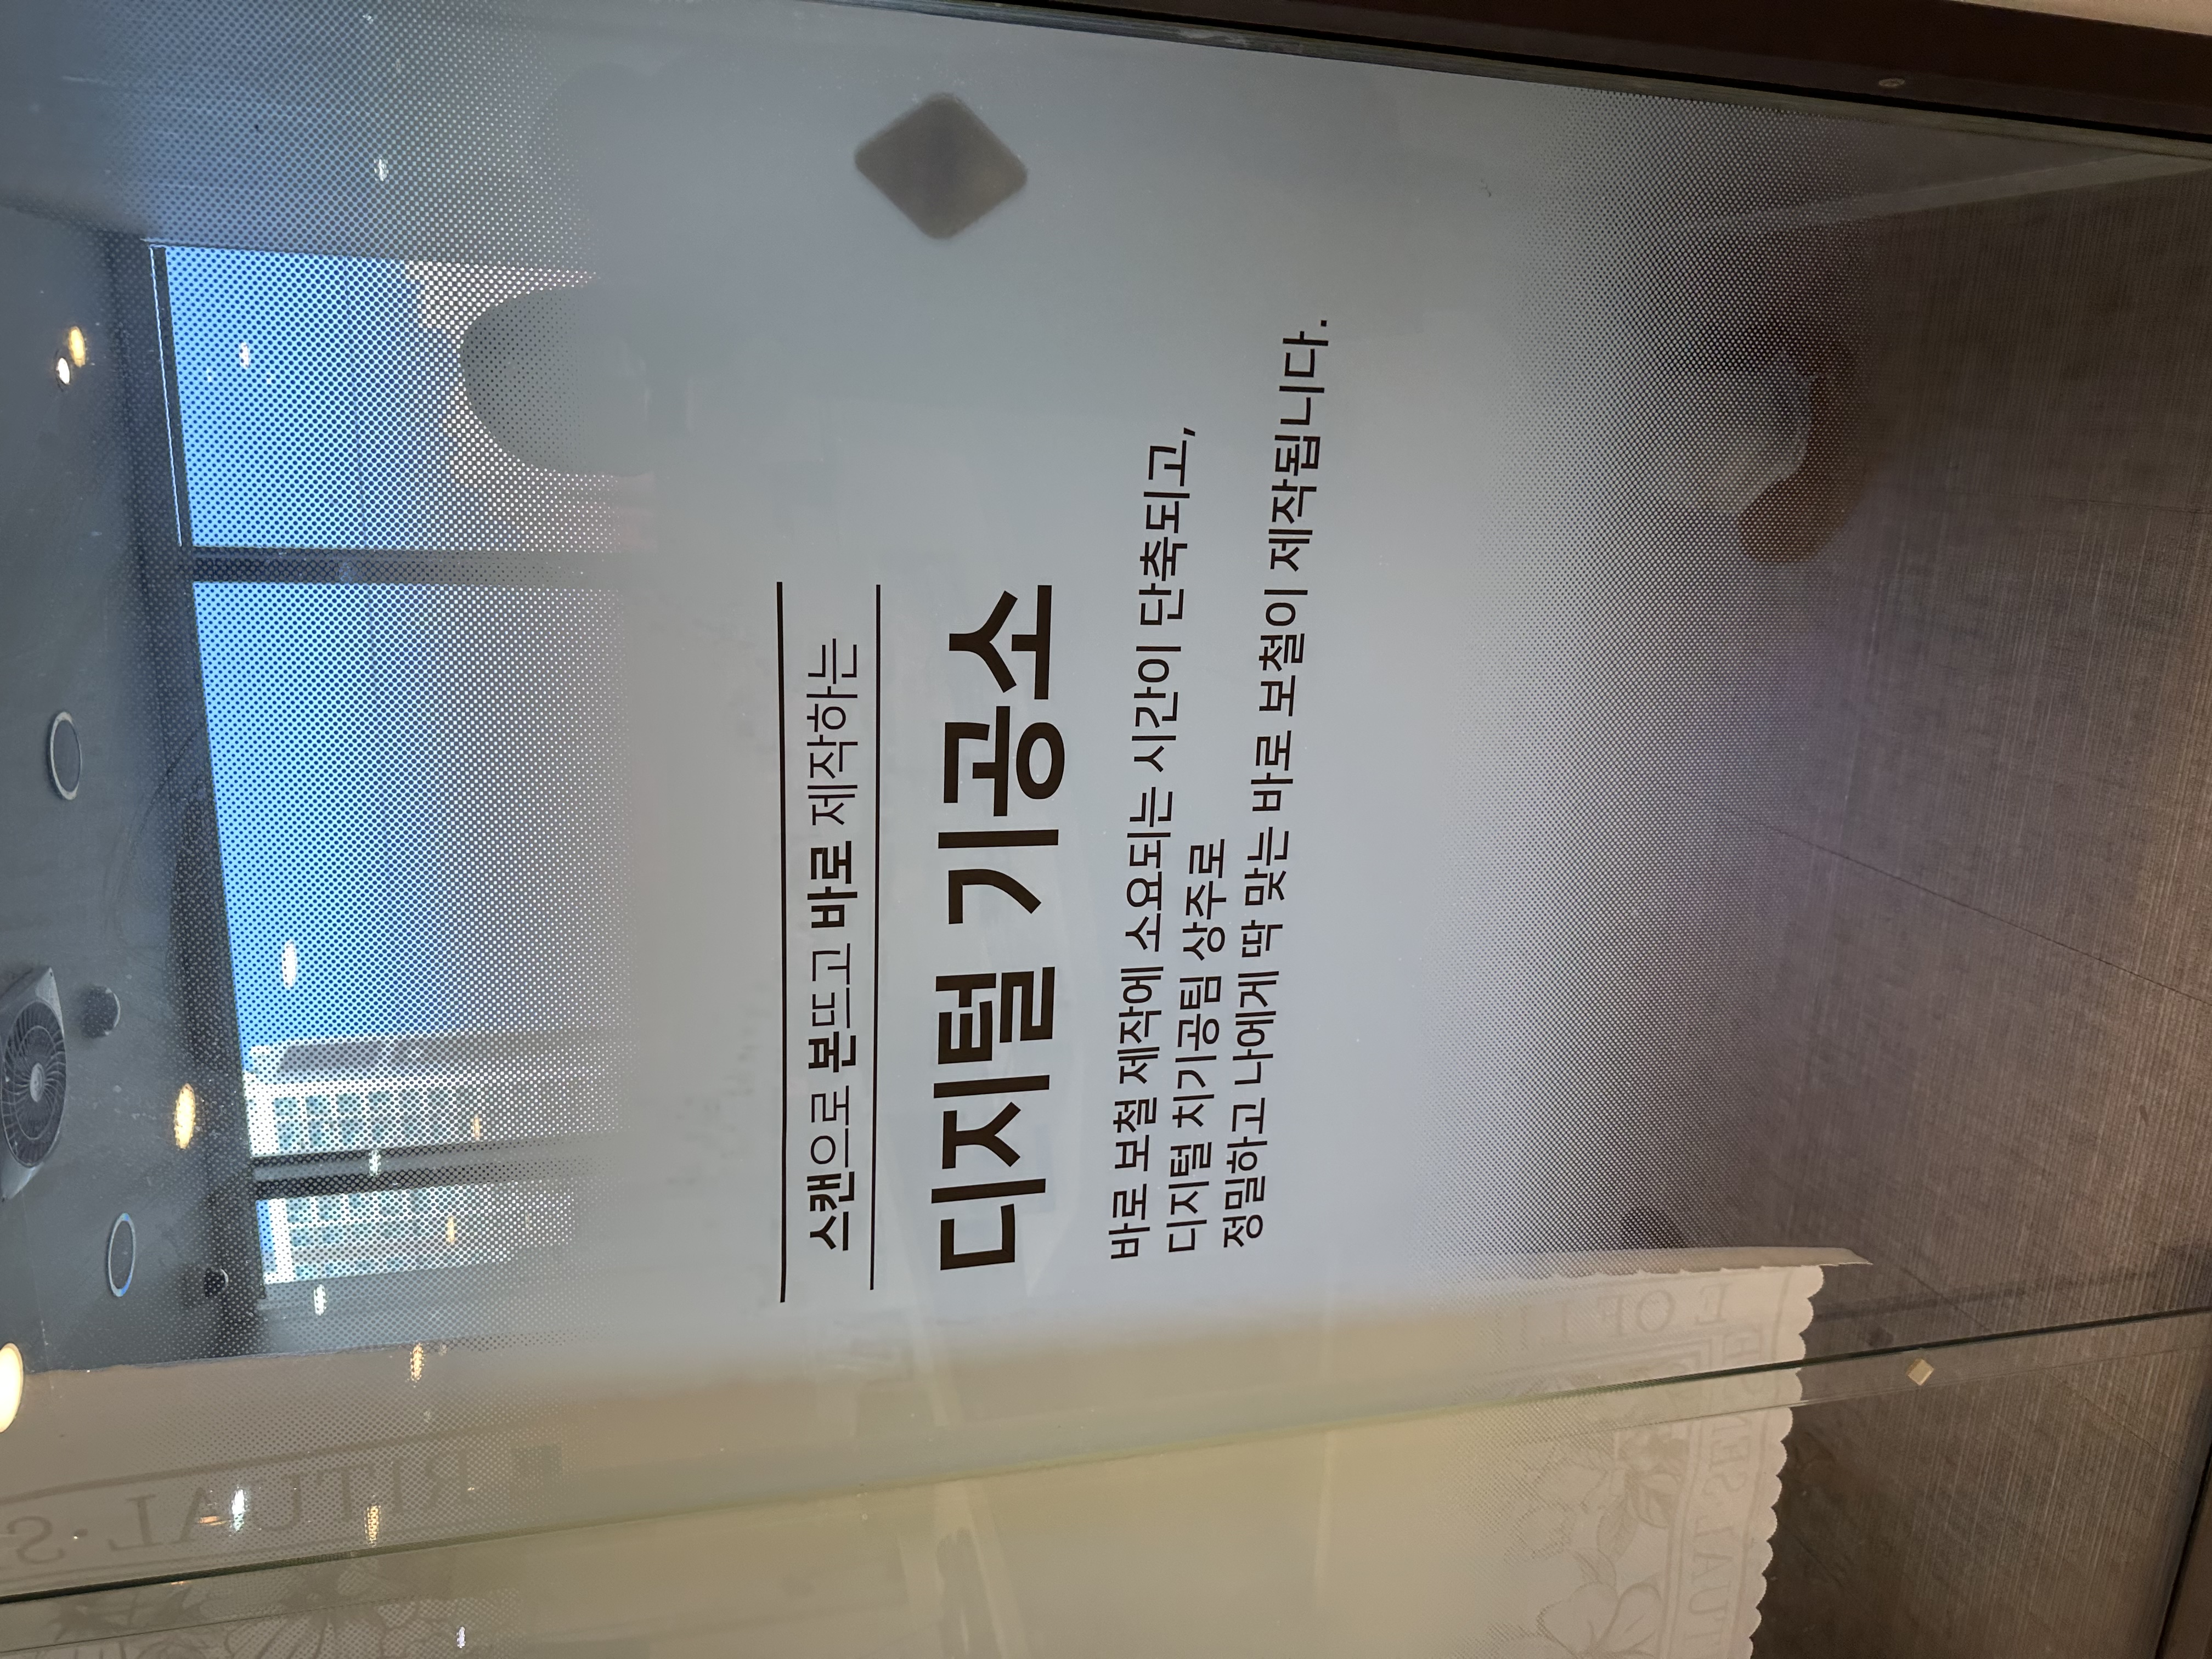 스캔으로 본뜨고 바로 제작하는
디지털 기공소
바로 보철 제작에 소요되는 시간이 단축되고,
디지털 치기공팀 상주로
정밀하고 나에게 딱 맞는 바로 보철이 제작됩니다.
RITUAL·S